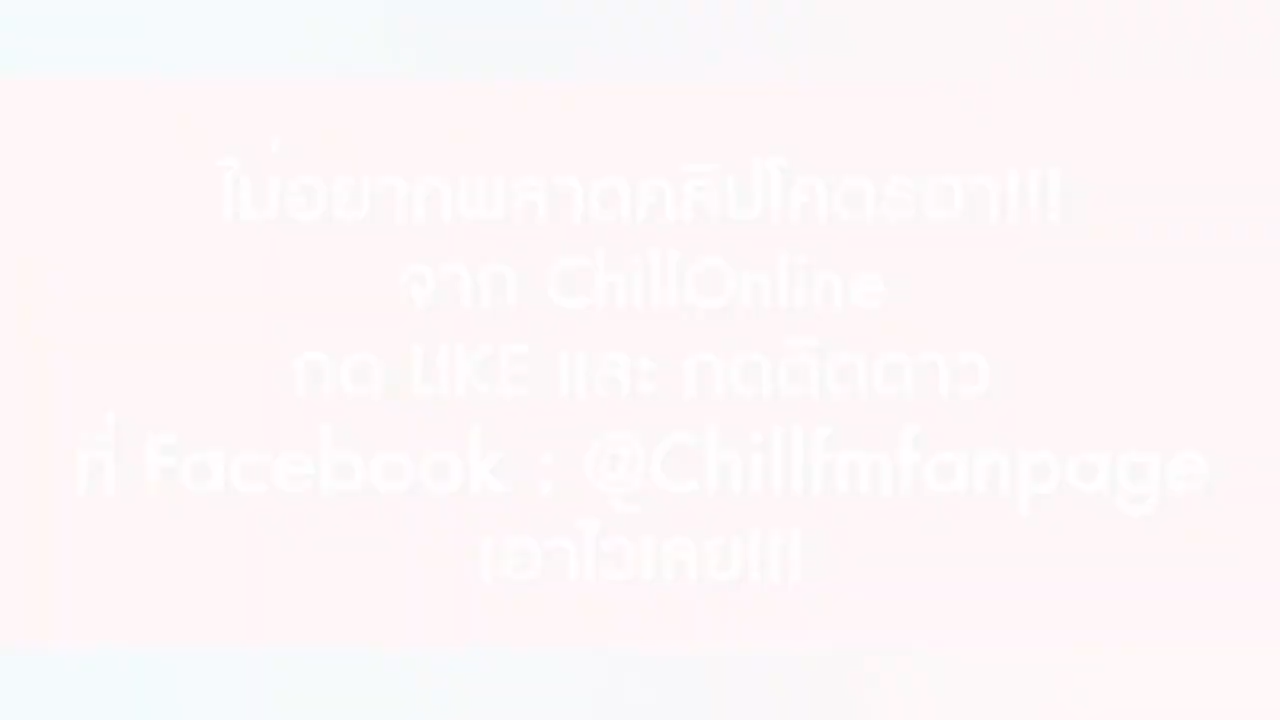 ไม่อยากพลาดคลิปโคตรฮา!!!
จาก ChillOnline
กด LIKE และ กดติดดาว
ที่ Facebook : @Chillfmfanpage
เอาไว้เลย!!!